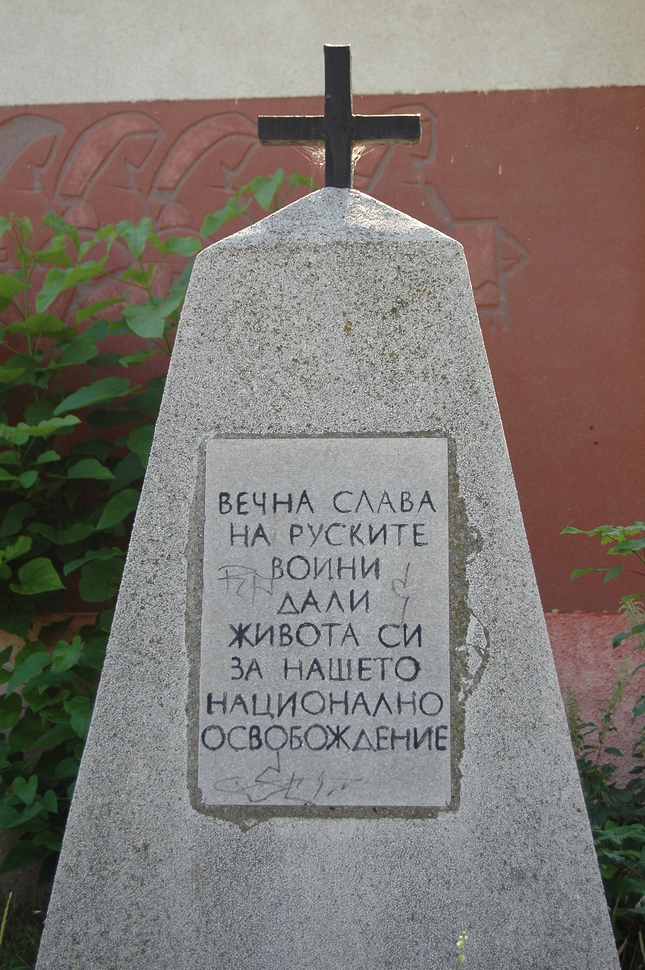 ВЕЧНА СЛАВА
НА РУСКИТЕ
ВОИНИ
ДАЛИ
ЖИВОТА СИ
ЗА НАШЕТО
НАЦИОНАЛНО
ОСВОБОЖДЕНИЕ